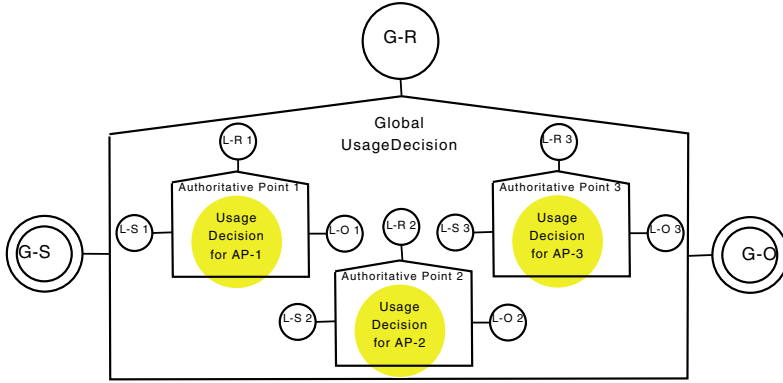 G-R
Global
UsageDecision
L-R 1
L-R 3
Authoritative Point 1
Authoritative Point 3
L-R 2
Usage
Decision
for AP-1
Usage
Decision
for AP-3
L-S 1
L-O 1
L-S 3
L-O 3
G-S
G-O
Authoritative Point 2
Usage
Decision
for AP-2
L-S 2
L-O 2